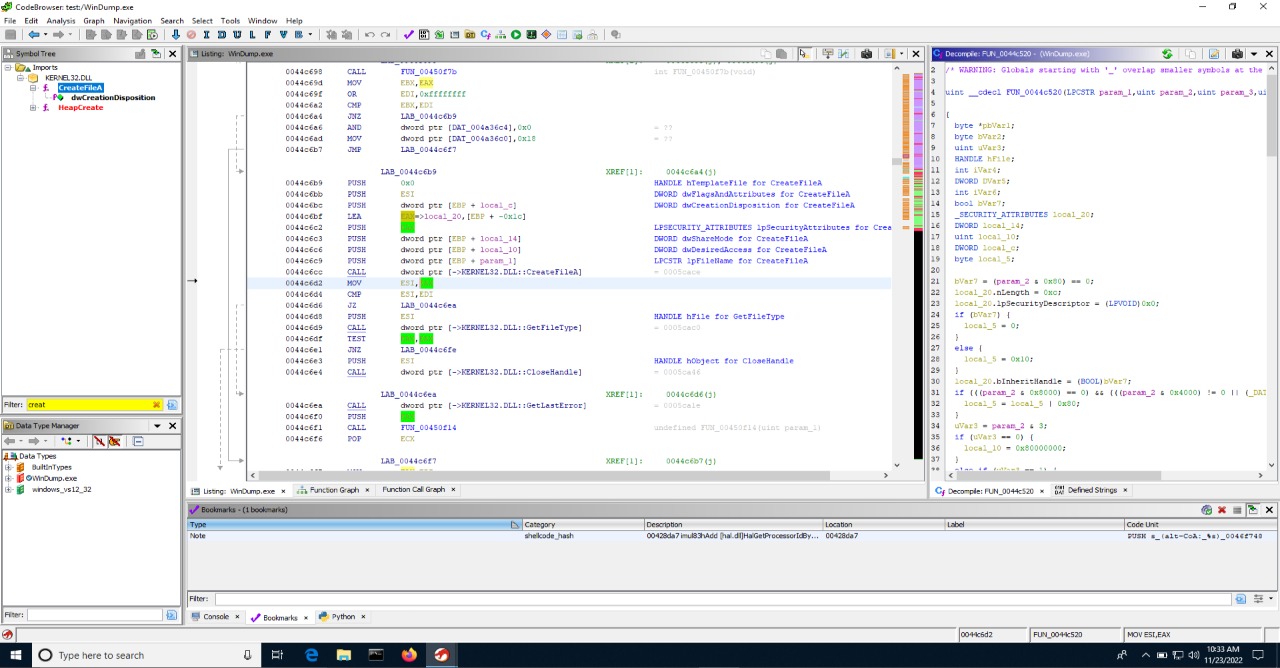 CodeBrowser: test:/WinDump.exe
File Edit Analysis Graph Navigation Search Select Tools Window Help
I D U L F V B
Symbol Tree
Imports
KERNEL32.DLL
CreateFileA
dwCreationDisposition
HeapCreate
Filter: creat
Data Type Manager
Data Types
BuiltInTypes
WinDump.exe
windows_vs12_32
Filter:
Listing: WinDump.exe
0044c698 CALL FUN_00450f7b int FUN_00450f7b(void)
0044c69d MOV EBX,EAX
0044c69f OR EDI,0xffffffff
0044c6a2 CMP EBX,EDI
0044c6a4 JNZ LAB_0044c6b9
0044c6a6 AND dword ptr [DAT_004a36c4],0x0 = ??
0044c6ad MOV dword ptr [DAT_004a36c0],0x18 = ??
0044c6b7 JMP LAB_0044c6f7
LAB_0044c6b9 XREF[1]: 0044c6a4(j)
0044c6b9 PUSH 0x0 HANDLE hTemplateFile for CreateFileA
0044c6bb PUSH ESI DWORD dwFlagsAndAttributes for CreateFileA
0044c6bc PUSH dword ptr [EBP + local_c] DWORD dwCreationDisposition for CreateFileA
0044c6bf LEA EAX=>local_20,[EBP + -0x1c]
0044c6c2 PUSH LPSECURITY_ATTRIBUTES lpSecurityAttributes for Crea
0044c6c3 PUSH dword ptr [EBP + local_14] DWORD dwShareMode for CreateFileA
0044c6c6 PUSH dword ptr [EBP + local_10] DWORD dwDesiredAccess for CreateFileA
0044c6c9 PUSH dword ptr [EBP + param_1] LPCSTR lpFileName for CreateFileA
0044c6cc CALL dword ptr [->KERNEL32.DLL::CreateFileA] = 0005cace
0044c6d2 MOV ESI,
0044c6d4 CMP ESI,EDI
0044c6d6 JZ LAB_0044c6ea
0044c6d8 PUSH ESI HANDLE hFile for GetFileType
0044c6d9 CALL dword ptr [->KERNEL32.DLL::GetFileType] = 0005cac0
0044c6df TEST
0044c6e1 JNZ LAB_0044c6fe
0044c6e3 PUSH ESI HANDLE hObject for CloseHandle
0044c6e4 CALL dword ptr [->KERNEL32.DLL::CloseHandle] = 0005ca46
LAB_0044c6ea XREF[1]: 0044c6d6(j)
0044c6ea CALL dword ptr [->KERNEL32.DLL::GetLastError] = 0005ca1e
0044c6f0 PUSH
0044c6f1 CALL FUN_00450f14 undefined FUN_00450f14(uint param_1)
0044c6f6 POP ECX
LAB_0044c6f7 XREF[1]: 0044c6b7(j)
Listing: WinDump.exe × Function Graph × Function Call Graph ×
Decompile: FUN_0044c520 - (WinDump.exe)
2 /* WARNING: Globals starting with '_' overlap smaller symbols at the
3
4 uint __cdecl FUN_0044c520(LPCSTR param_1,uint param_2,uint param_3,ui
5
6 {
7 byte *pbVar1;
8 byte bVar2;
9 uint uVar3;
10 HANDLE hFile;
11 int iVar4;
12 DWORD DVar5;
13 int iVar6;
14 bool bVar7;
15 _SECURITY_ATTRIBUTES local_20;
16 DWORD local_14;
17 uint local_10;
18 DWORD local_c;
19 byte local_5;
20
21 bVar7 = (param_2 & 0x80) == 0;
22 local_20.nLength = 0xc;
23 local_20.lpSecurityDescriptor = (LPVOID)0x0;
24 if (bVar7) {
25 local_5 = 0;
26 }
27 else {
28 local_5 = 0x10;
29 }
30 local_20.bInheritHandle = (BOOL)bVar7;
31 if (((param_2 & 0x8000) == 0) && (((param_2 & 0x4000) != 0 || (_DAT
32 local_5 = local_5 | 0x80;
33 }
34 uVar3 = param_2 & 3;
35 if (uVar3 == 0) {
36 local_10 = 0x80000000;
37 }
38 else if (uVar3 == 1) {
Decompile: FUN_0044c520 × Defined Strings ×
Bookmarks - (1 bookmarks)
Type Category Description Location Label Code Unit
Note shellcode_hash 00428da7 imul83hAdd [hal.dll]HalGetProcessorIdBy... 00428da7 PUSH s_(alt-CoA:_%s)_0046f740
Filter:
Console × Bookmarks × Python ×
0044c6d2 FUN_0044c520 MOV ESI,EAX
Type here to search
10:33 AM
11/23/2022